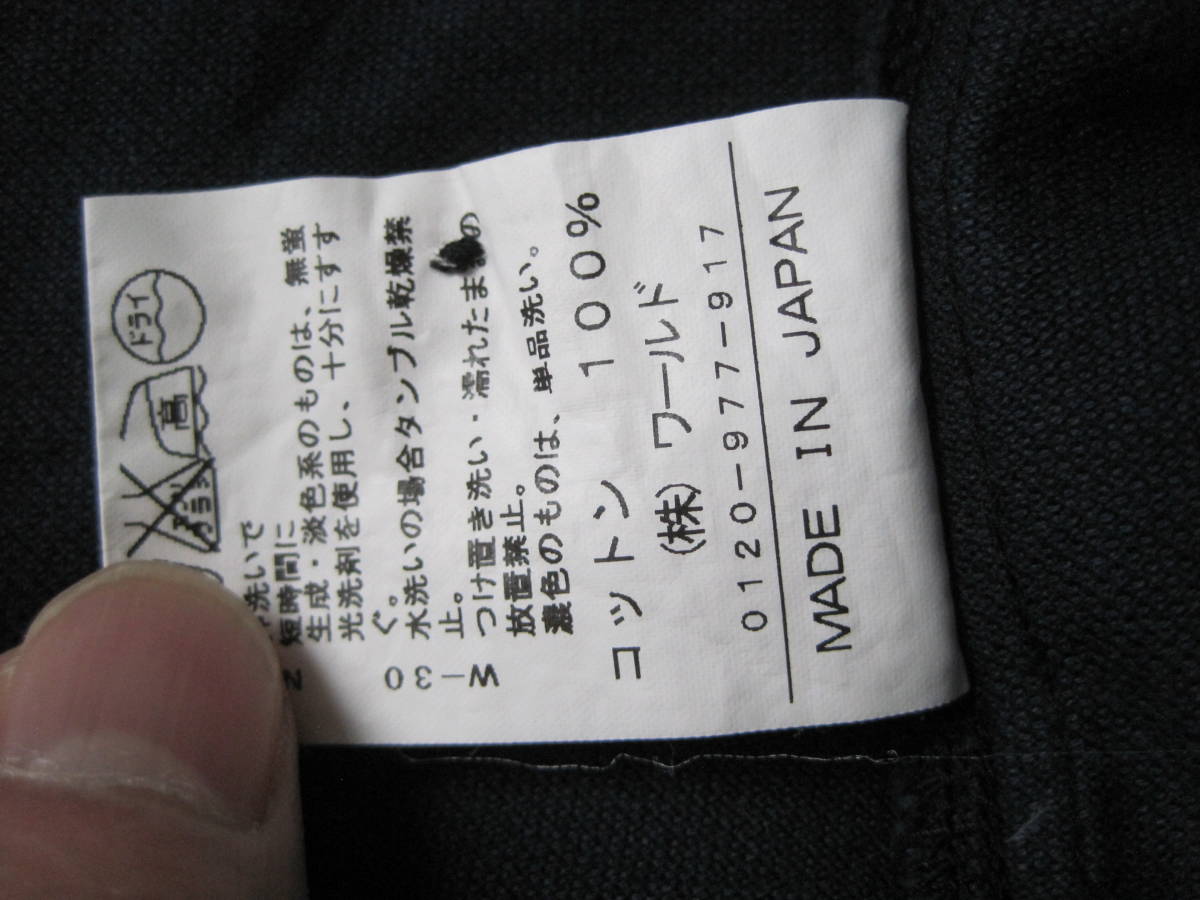 高 ドライ
洗いで
短時間に
生成・淡色系のものは、無蛍
光洗剤を使用し、十分にすす
ぐ。
水洗いの場合タンブル乾燥禁
止。
つけ置き洗い・濡れたままの
放置禁止。
濃色のものは、単品洗い。
コットン 100%
(株) ワールド
0120-977-917
MADE IN JAPAN